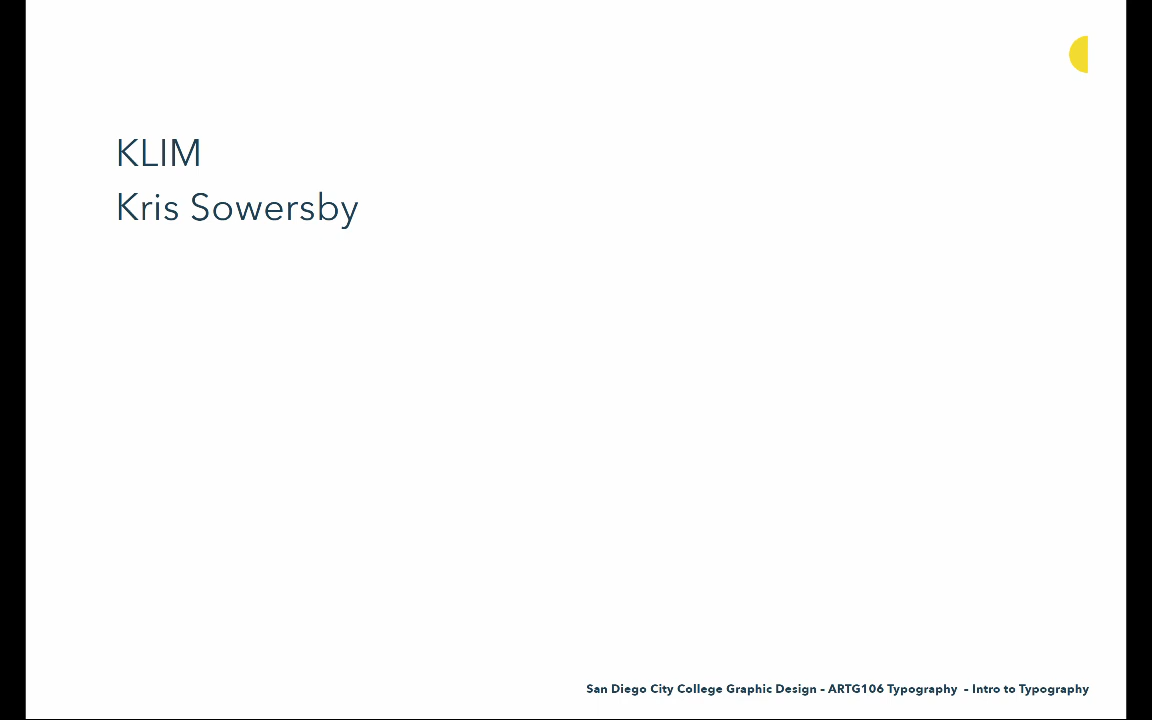 KLIM
Kris Sowersby
San Diego City College Graphic Design – ARTG106 Typography – Intro to Typography